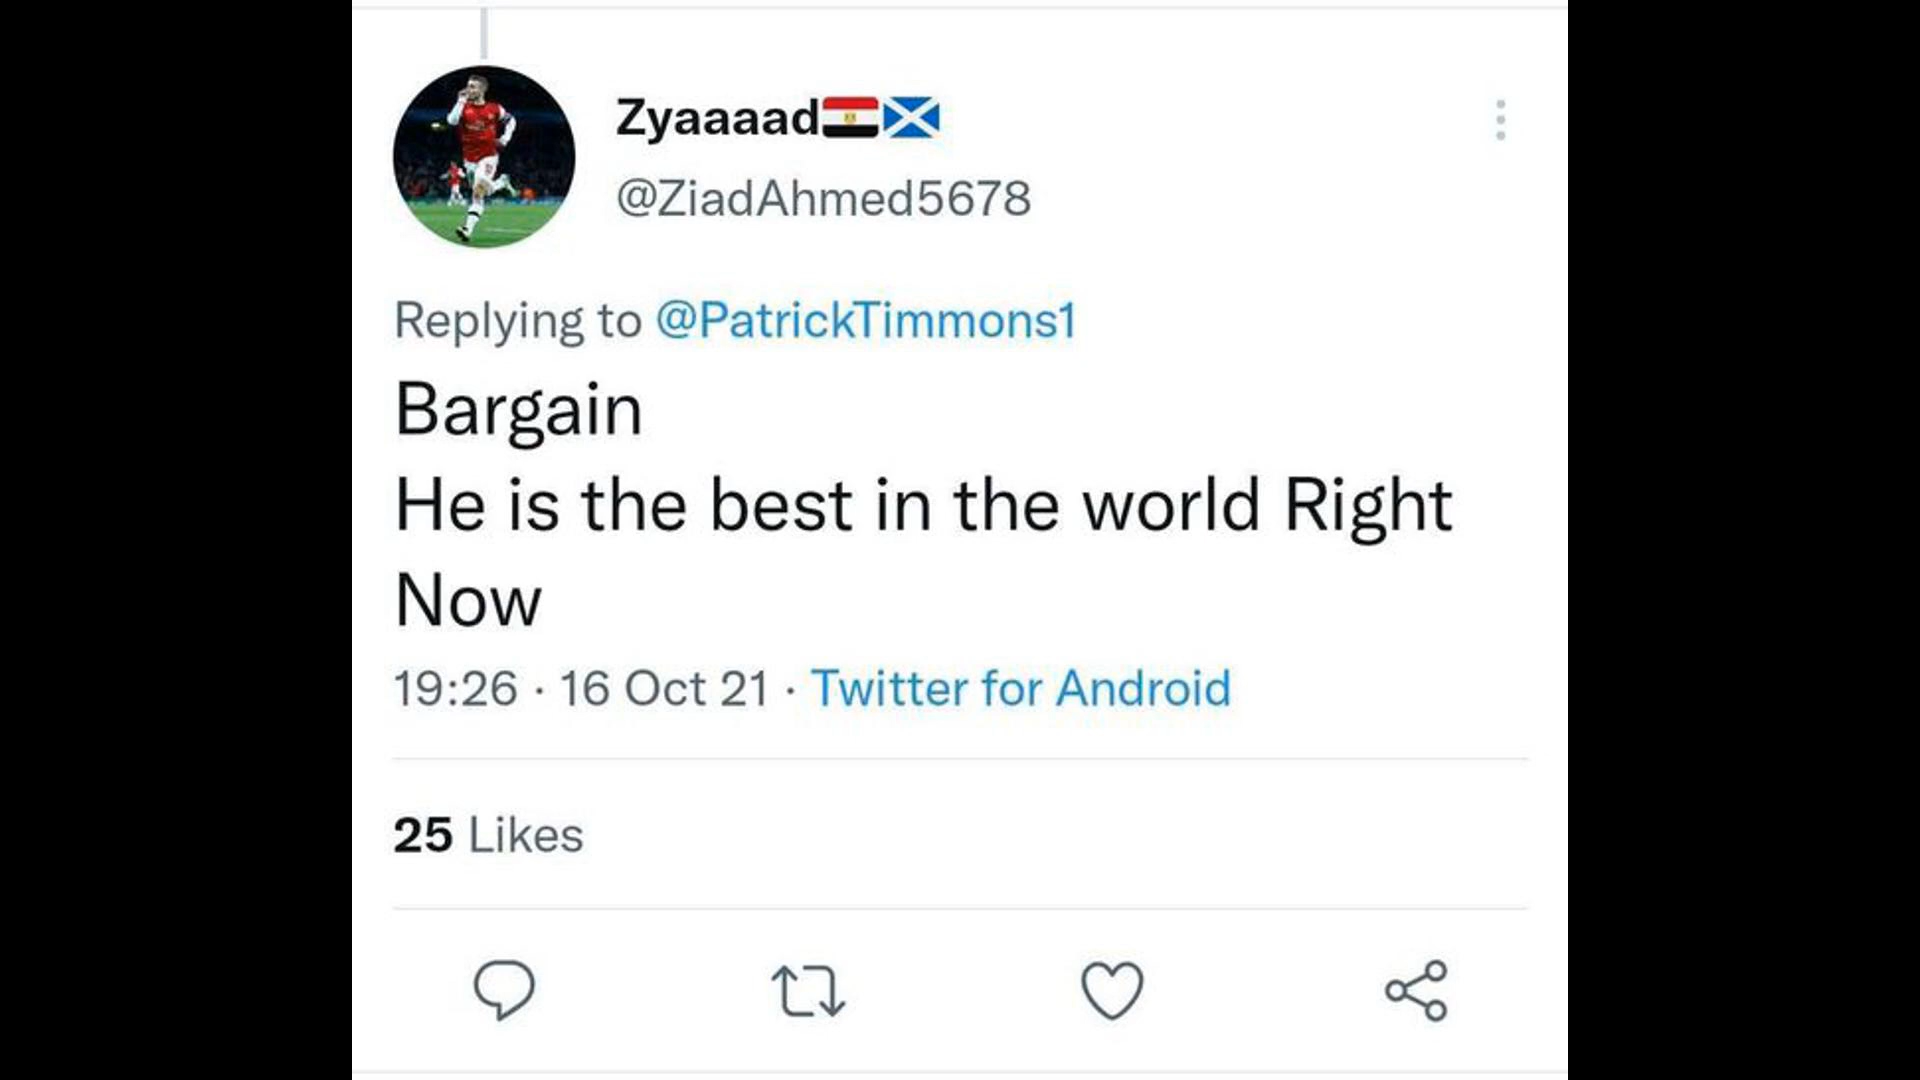 Zyaaaad🇪🇬🏴󠁧󠁢󠁳󠁣󠁴󠁿
@ZiadAhmed5678
Replying to @PatrickTimmons1
Bargain
He is the best in the world Right
Now
19:26 · 16 Oct 21 · Twitter for Android
25 Likes